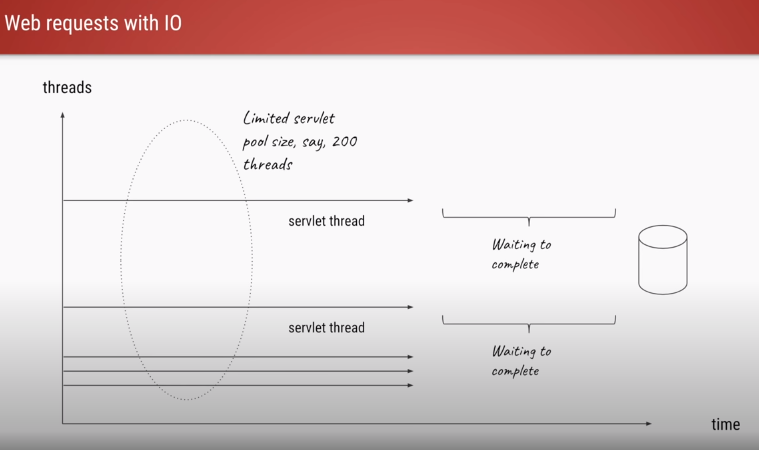 Web requests with IO
threads
Limited servlet
pool size, say, 200
threads
servlet thread
Waiting to
complete
servlet thread
Waiting to
complete
time